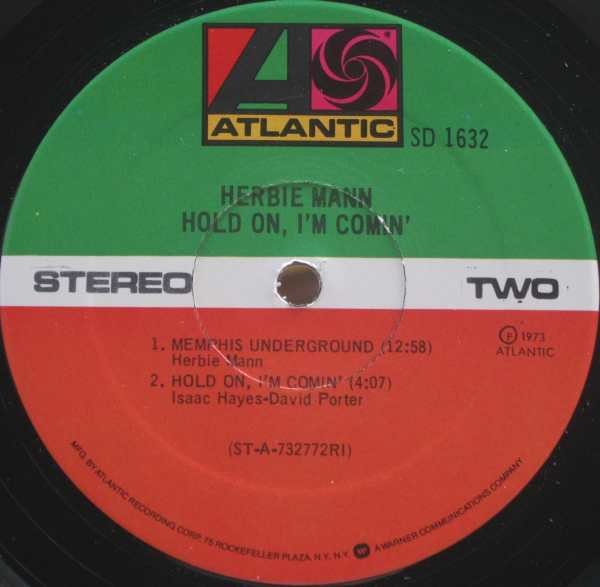 ATLANTIC
SD 1632
HERBIE MANN
HOLD ON, I'M COMIN'
STEREO
TWO
1. MEMPHIS UNDERGROUND (12:58)
Herbie Mann
2. HOLD ON, I'M COMIN' (4:07)
Isaac Hayes-David Porter
℗ 1973
ATLANTIC
(ST-A-732772RI)
MFG. BY ATLANTIC RECORDING CORP., 75 ROCKEFELLER PLAZA, N.Y. N.Y. A WARNER COMMUNICATIONS COMPANY